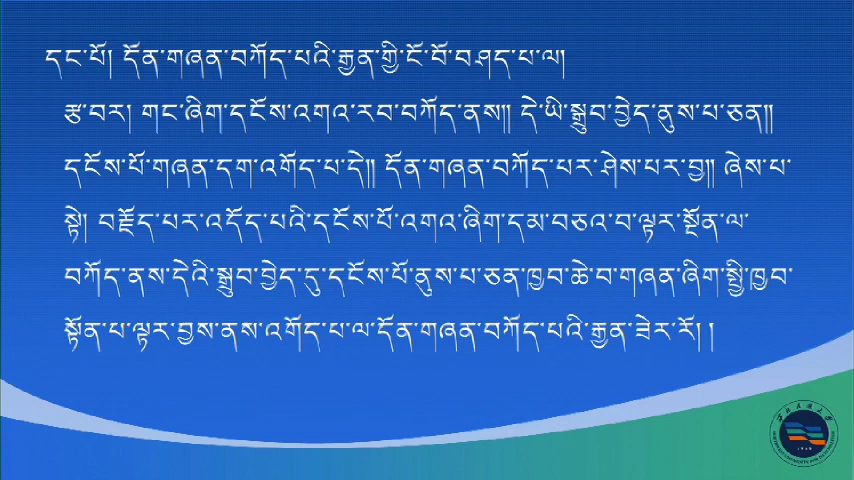 དང་པོ། དོན་གཞན་བཀོད་པའི་རྒྱན་གྱི་ངོ་བོ་བཤད་པ་ལ།
རྩ་བར། གང་ཞིག་དངོས་འགའ་རབ་བཀོད་ནས།། དེ་ཡི་སྒྲུབ་བྱེད་ནུས་པ་ཅན།།
དངོས་པོ་གཞན་དག་འགོད་པ་དེ།། དོན་གཞན་བཀོད་པར་ཤེས་པར་བྱ།། ཞེས་པ་
སྟེ། བརྗོད་པར་འདོད་པའི་དངོས་པོ་འགའ་ཞིག་དམ་བཅའ་བ་ལྟར་སྔོན་ལ་
བཀོད་ནས་དེའི་སྒྲུབ་བྱེད་དུ་དངོས་པོ་ནུས་པ་ཅན་ཁྱབ་ཆེ་བ་གཞན་ཞིག་སྤྱི་ཁྱབ་
སྟོན་པ་ལྟར་བྱས་ནས་འགོད་པ་ལ་དོན་གཞན་བཀོད་པའི་རྒྱན་ཟེར་རོ། །